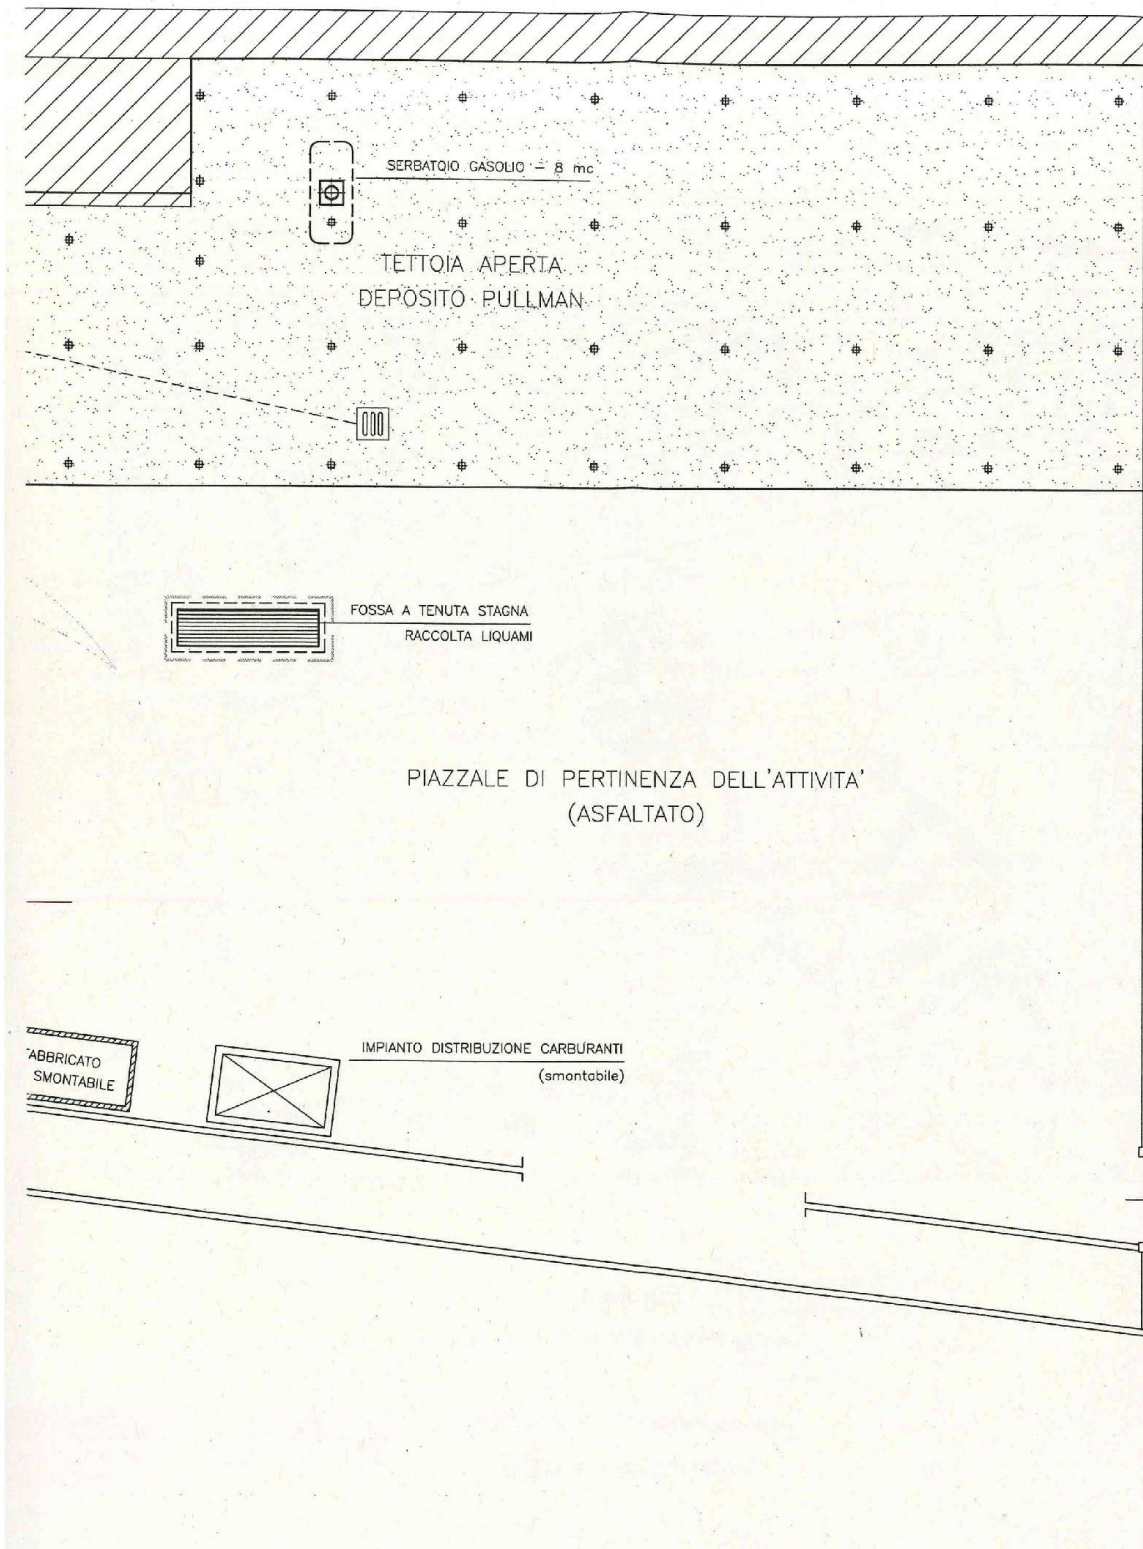 SERBATOIO GASOLIO - 8 mc
TETTOIA APERTA
DEPOSITO PULLMAN
FOSSA A TENUTA STAGNA
RACCOLTA LIQUAMI
PIAZZALE DI PERTINENZA DELL'ATTIVITA'
(ASFALTATO)
ABBRICATO
SMONTABILE
IMPIANTO DISTRIBUZIONE CARBURANTI
(smontabile)